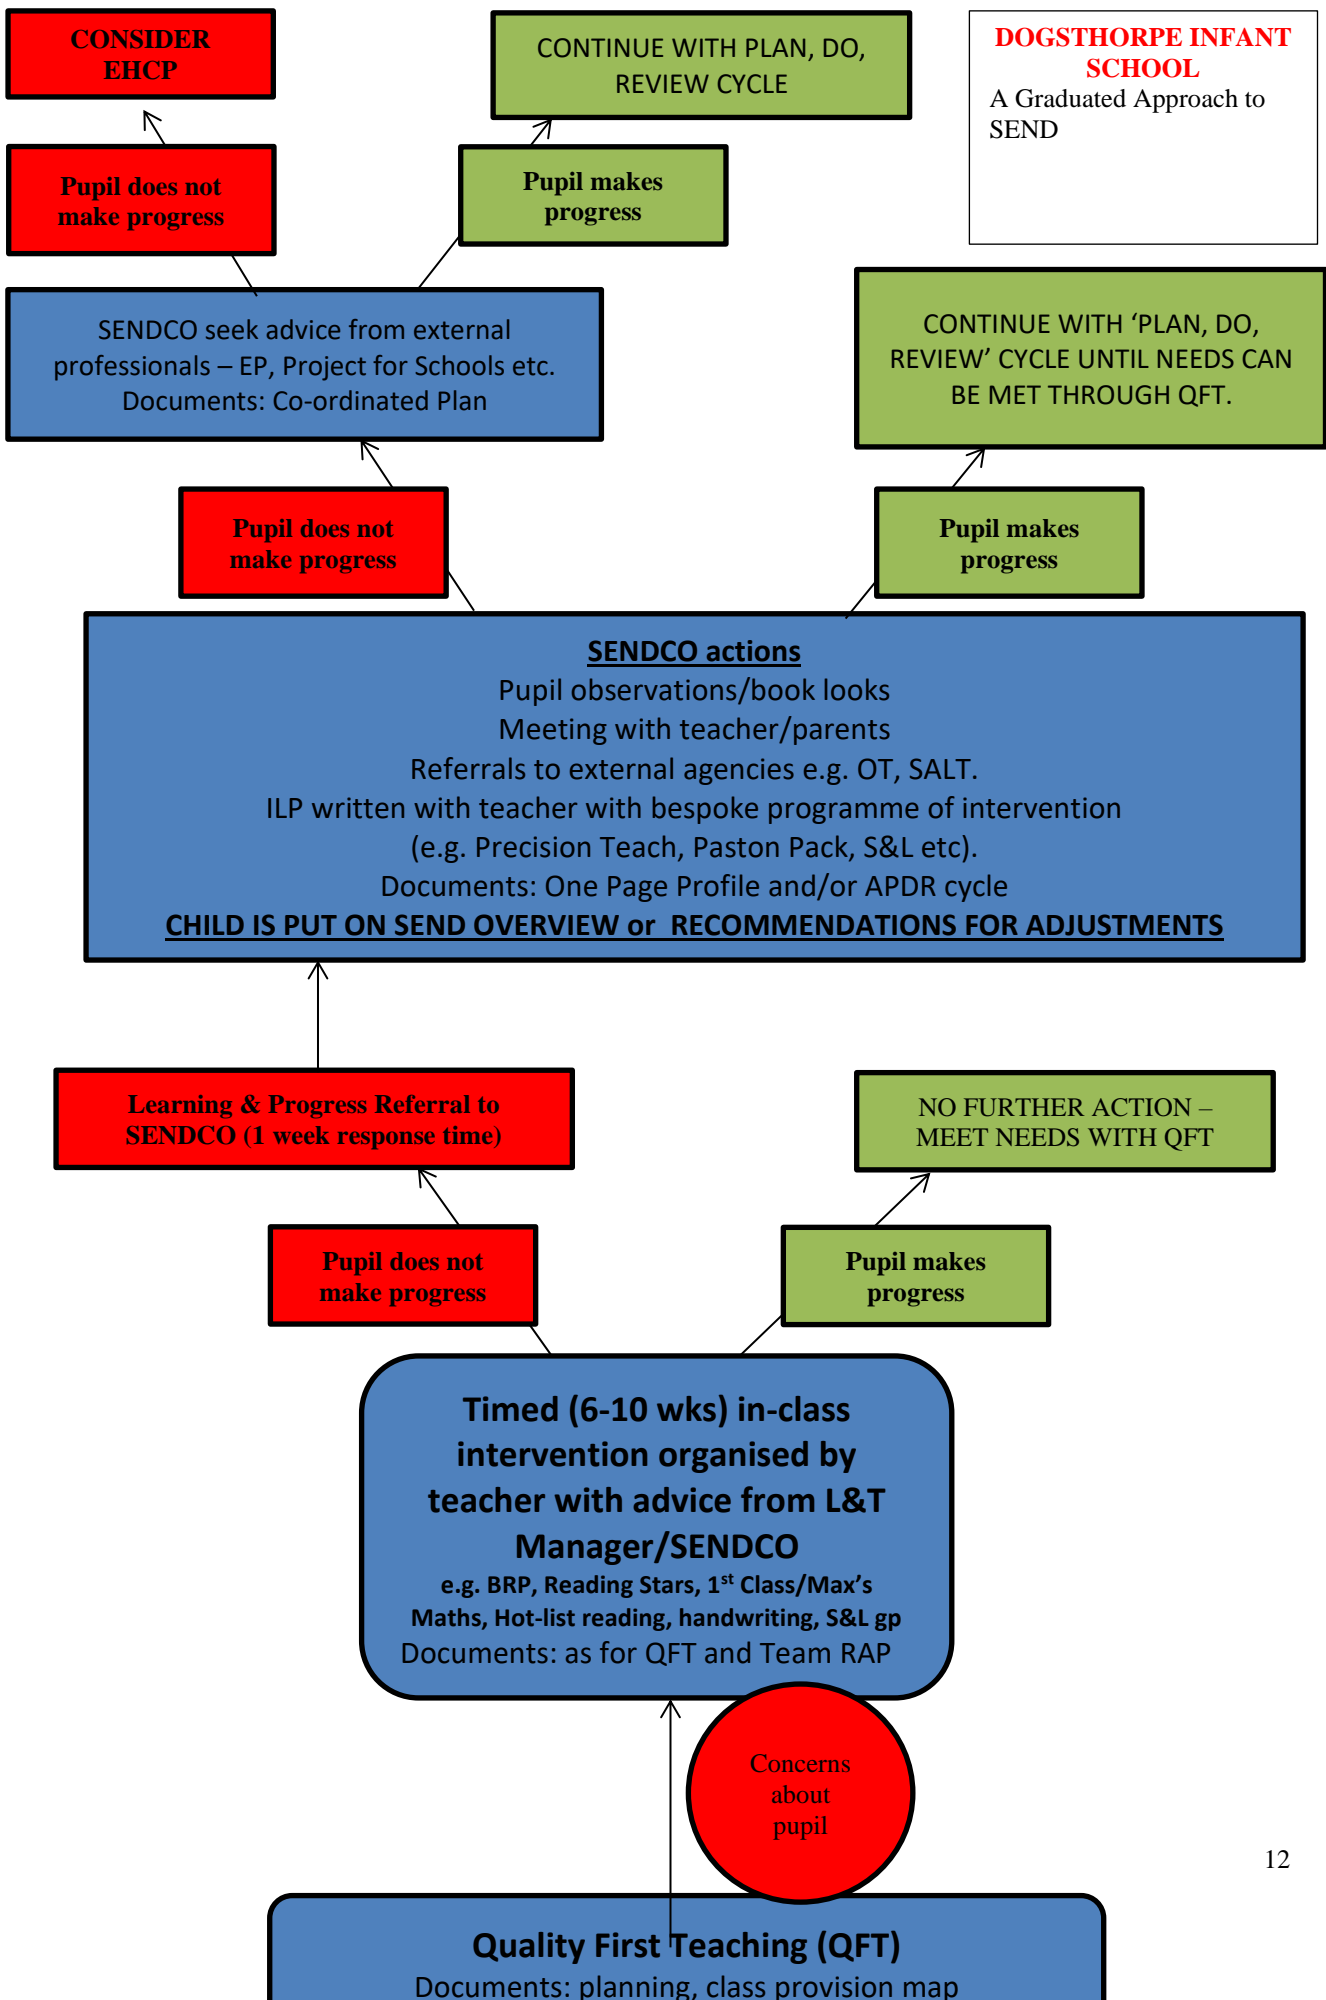 CONSIDER
EHCP
CONTINUE WITH PLAN, DO,
REVIEW CYCLE
DOGSTHORPE INFANT
SCHOOL
A Graduated Approach to
SEND
Pupil does not
make progress
Pupil makes
progress
SENDCO seek advice from external
professionals – EP, Project for Schools etc.
Documents: Co-ordinated Plan
CONTINUE WITH ‘PLAN, DO,
REVIEW’ CYCLE UNTIL NEEDS CAN
BE MET THROUGH QFT.
Pupil does not
make progress
Pupil makes
progress
SENDCO actions
Pupil observations/book looks
Meeting with teacher/parents
Referrals to external agencies e.g. OT, SALT.
ILP written with teacher with bespoke programme of intervention
(e.g. Precision Teach, Paston Pack, S&L etc).
Documents: One Page Profile and/or APDR cycle
CHILD IS PUT ON SEND OVERVIEW or  RECOMMENDATIONS FOR ADJUSTMENTS
Learning & Progress Referral to
SENDCO (1 week response time)
NO FURTHER ACTION –
MEET NEEDS WITH QFT
Pupil does not
make progress
Pupil makes
progress
Timed (6-10 wks) in-class
intervention organised by
teacher with advice from L&T
Manager/SENDCO
e.g. BRP, Reading Stars, 1st Class/Max’s
Maths, Hot-list reading, handwriting, S&L gp
Documents: as for QFT and Team RAP
Concerns
about
pupil
12
Quality First Teaching (QFT)
Documents: planning, class provision map